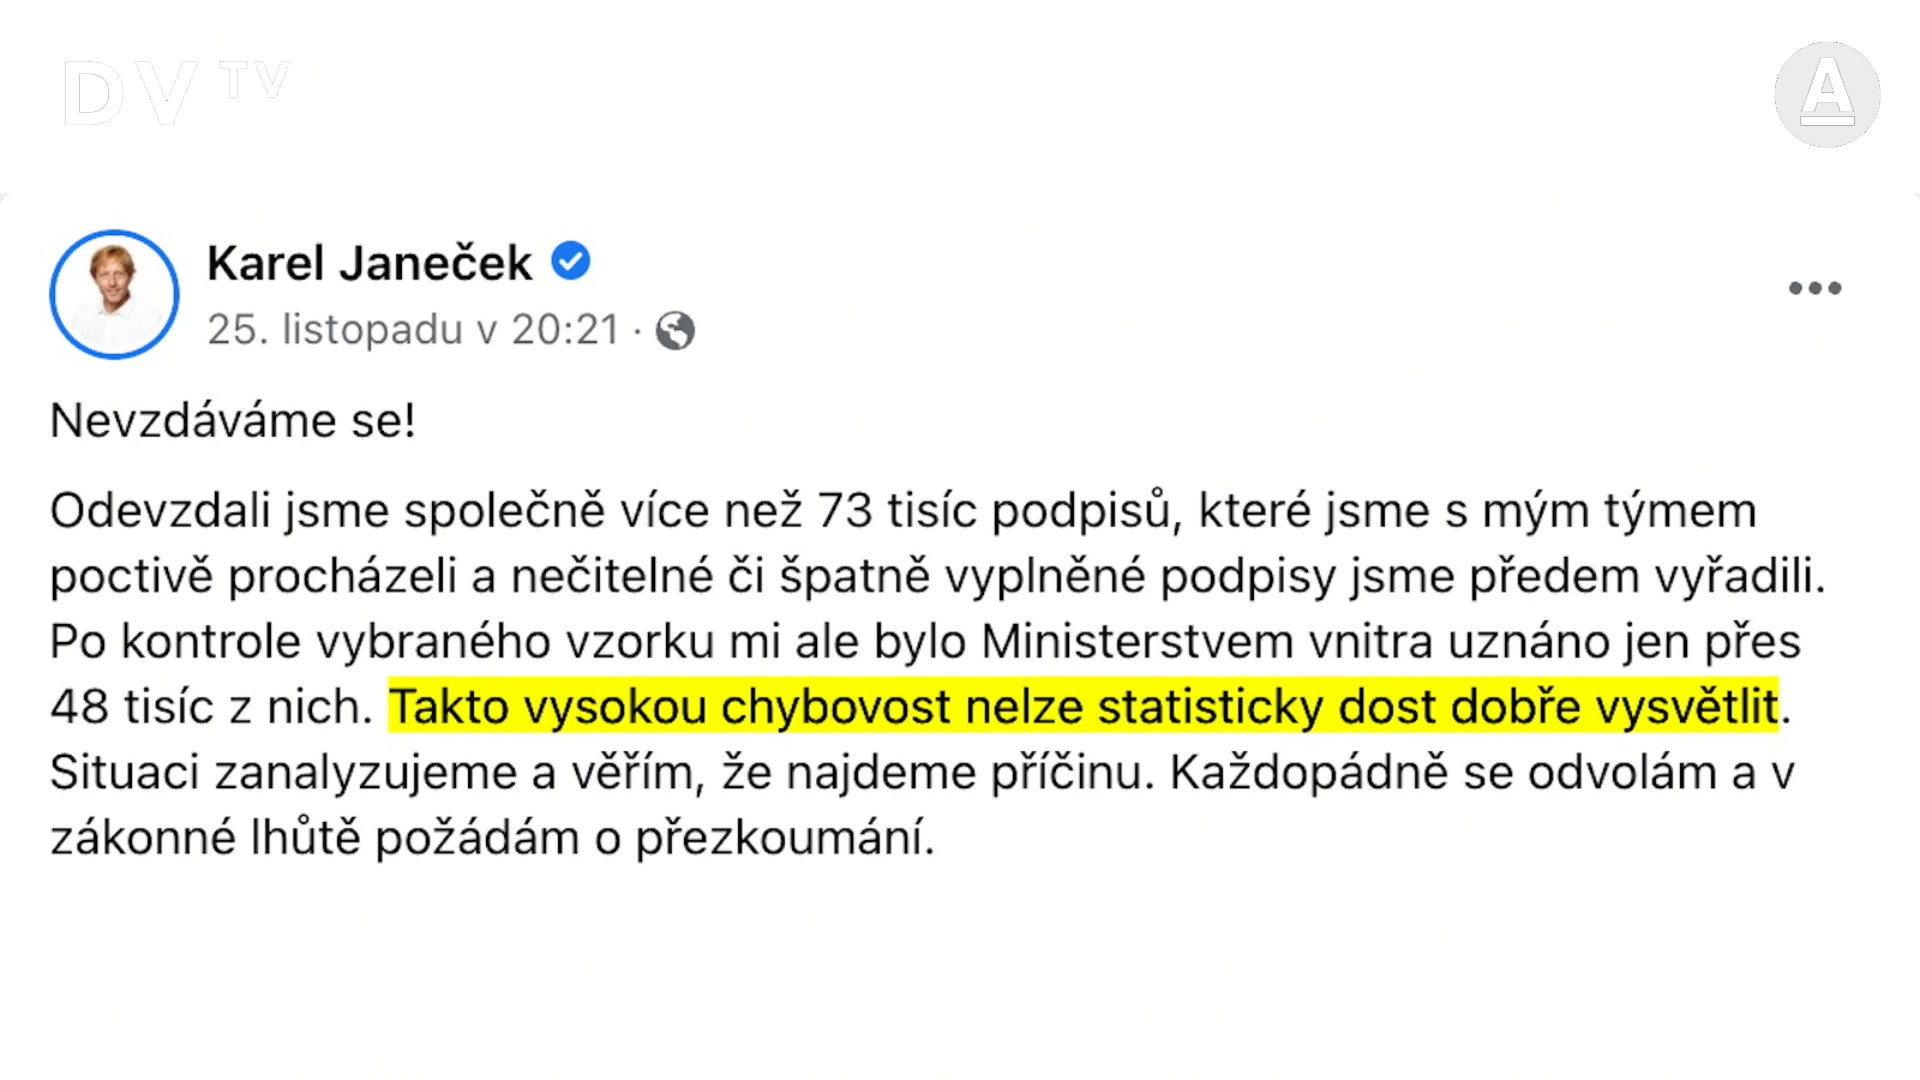 DVTV
A
Karel Janeček
25. listopadu v 20:21 ·
Nevzdáváme se!
Odevzdali jsme společně více než 73 tisíc podpisů, které jsme s mým týmem
poctivě procházeli a nečitelné či špatně vyplněné podpisy jsme předem vyřadili.
Po kontrole vybraného vzorku mi ale bylo Ministerstvem vnitra uznáno jen přes
48 tisíc z nich. Takto vysokou chybovost nelze statisticky dost dobře vysvětlit.
Situaci zanalyzujeme a věřím, že najdeme příčinu. Každopádně se odvolám a v
zákonné lhůtě požádám o přezkoumání.